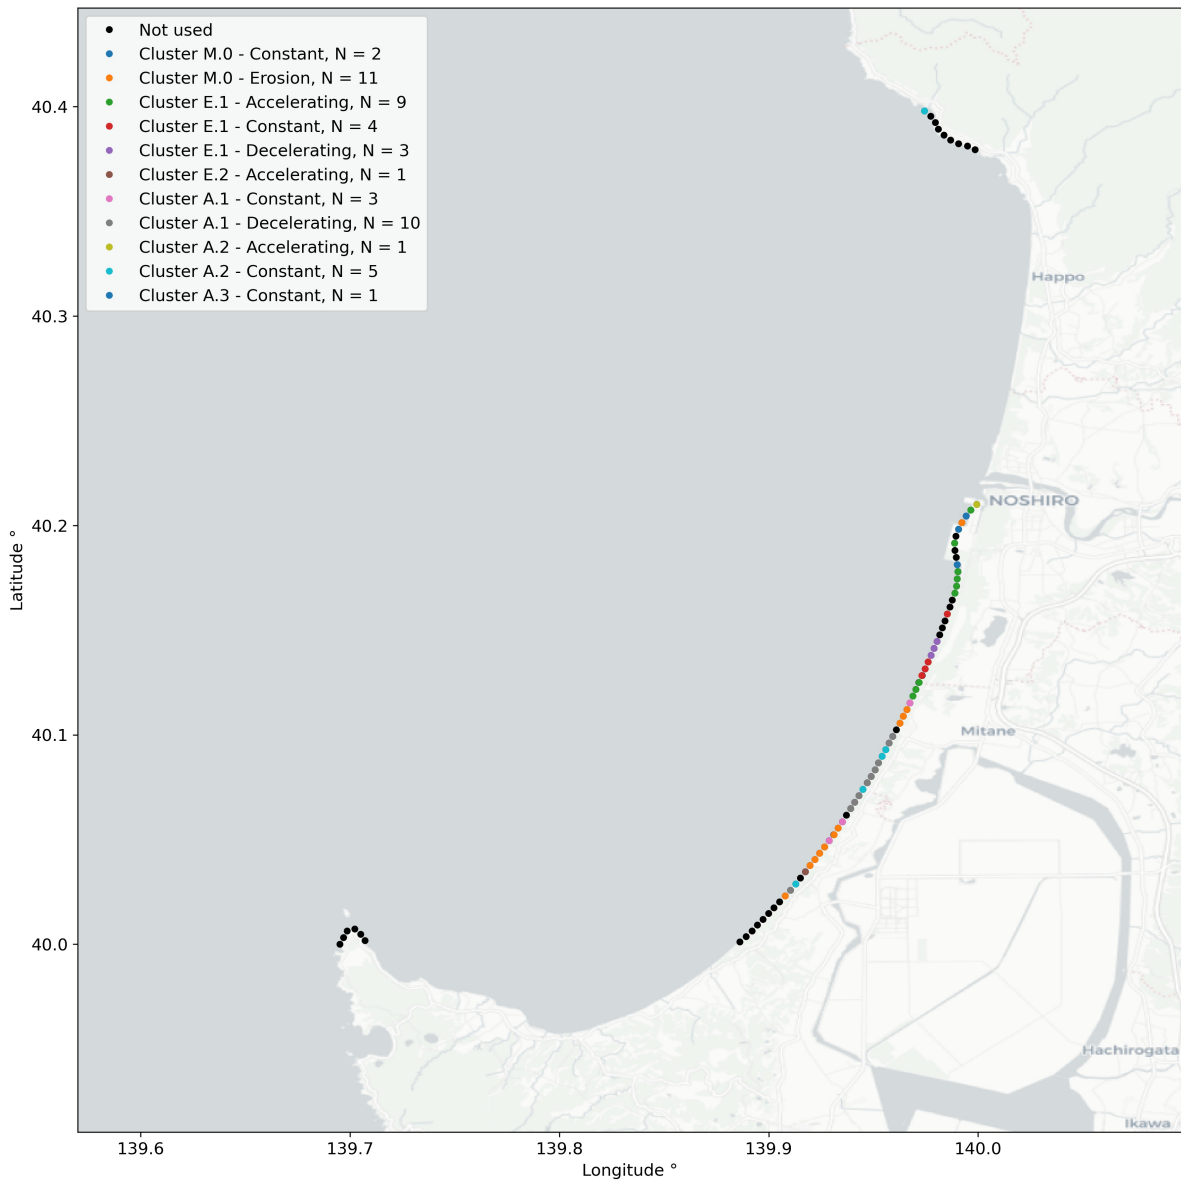 Not used
Cluster M.0 - Constant, N = 2
Cluster M.0 - Erosion, N = 11
Cluster E.1 - Accelerating, N = 9
Cluster E.1 - Constant, N = 4
Cluster E.1 - Decelerating, N = 3
Cluster E.2 - Accelerating, N = 1
Cluster A.1 - Constant, N = 3
Cluster A.1 - Decelerating, N = 10
Cluster A.2 - Accelerating, N = 1
Cluster A.2 - Constant, N = 5
Cluster A.3 - Constant, N = 1
40.4
40.3
40.2
40.1
40.0
Latitude °
Happo
NOSHIRO
Mitane
Hachirogata
Ikawa
139.6 139.7 139.8 139.9 140.0
Longitude °